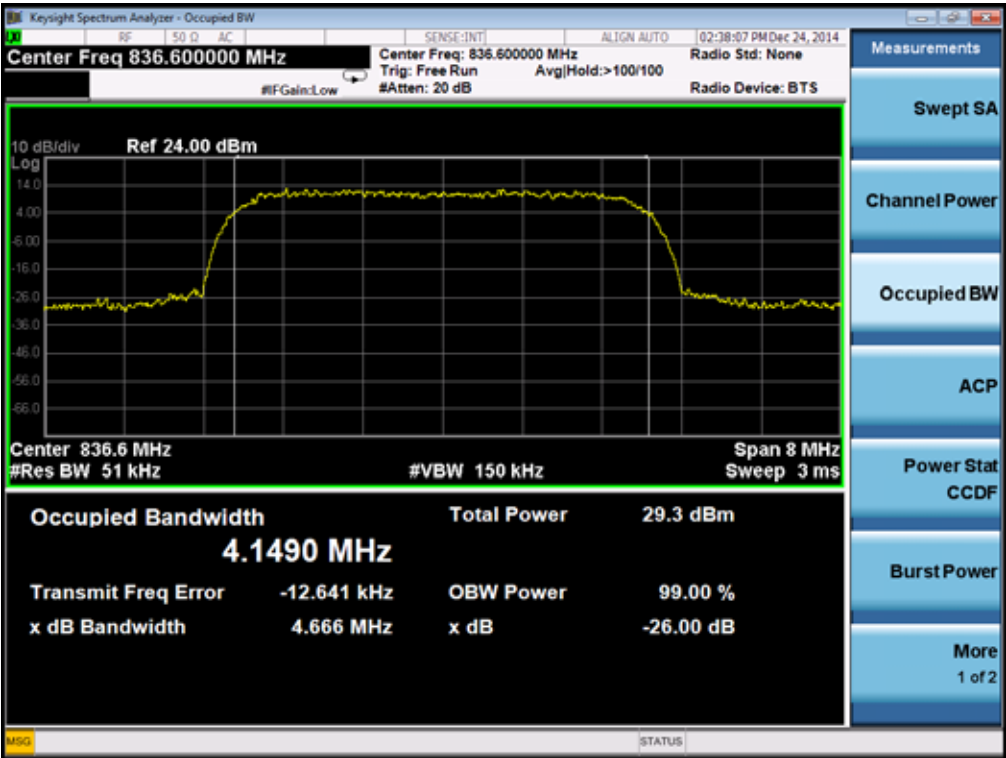 Keysight Spectrum Analyzer - Occupied BW
RF 50 Ω AC SENSE:INT ALIGN AUTO 02:38:07 PM Dec 24, 2014
Center Freq 836.600000 MHz
Center Freq: 836.600000 MHz
Radio Std: None
Trig: Free Run Avg|Hold:>100/100
#IFGain:Low
#Atten: 20 dB
Radio Device: BTS
10 dB/div Ref 24.00 dBm
Log
14.0
4.00
-6.00
-16.0
-26.0
-36.0
-46.0
-56.0
-66.0
Center 836.6 MHz Span 8 MHz
#Res BW 51 kHz #VBW 150 kHz Sweep 3 ms
Occupied Bandwidth Total Power 29.3 dBm
4.1490 MHz
Transmit Freq Error -12.641 kHz OBW Power 99.00 %
x dB Bandwidth 4.666 MHz x dB -26.00 dB
MSG STATUS
Measurements
Swept SA
Channel Power
Occupied BW
ACP
Power Stat
CCDF
Burst Power
More
1 of 2